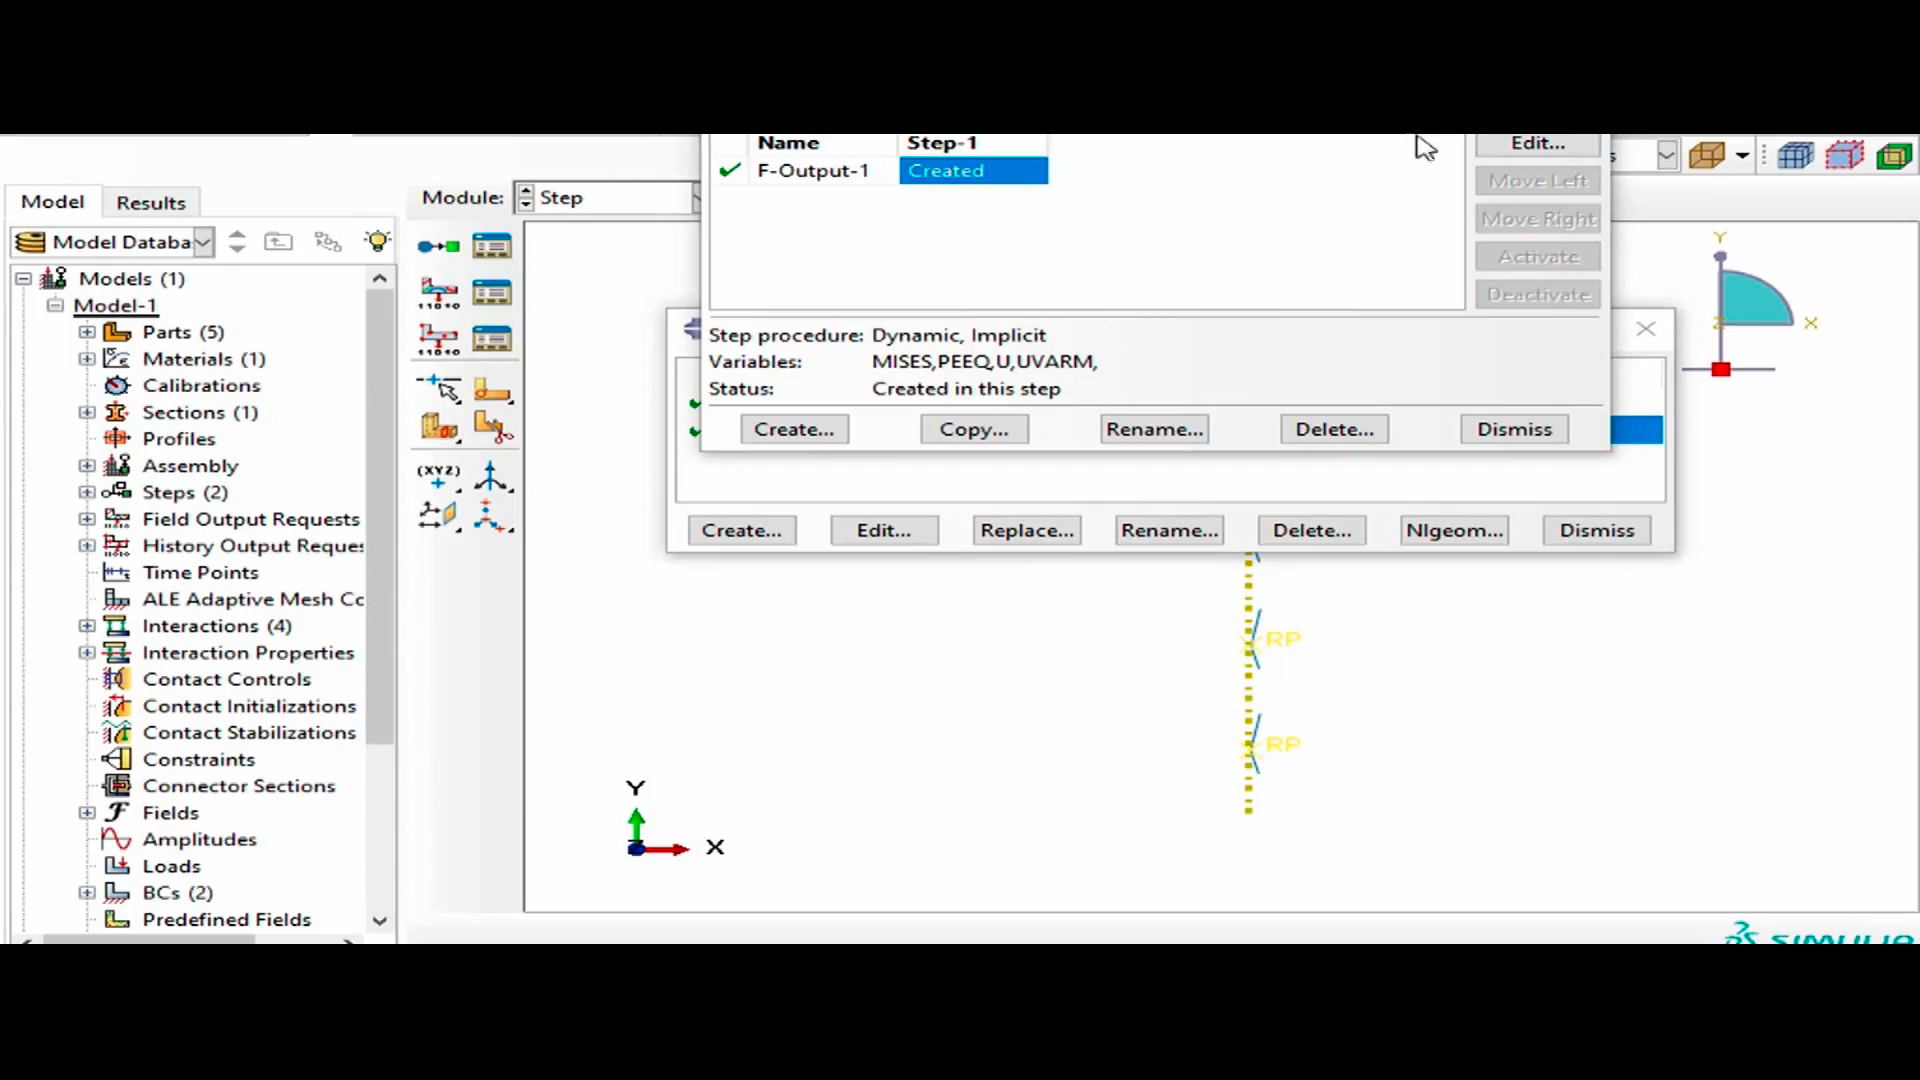 Name Step-1 Edit...
F-Output-1 Created
Move Left
Move Right
Activate
Deactivate
Step procedure: Dynamic, Implicit
Variables: MISES,PEEQ,U,UVARM,
Status: Created in this step
Create... Copy... Rename... Delete... Dismiss
Create... Edit... Replace... Rename... Delete... Nlgeom... Dismiss
Module: Step
Model Results
Model Databa
Models (1)
Model-1
Parts (5)
Materials (1)
Calibrations
Sections (1)
Profiles
Assembly
Steps (2)
Field Output Requests
History Output Reques
Time Points
ALE Adaptive Mesh Co
Interactions (4)
Interaction Properties
Contact Controls
Contact Initializations
Contact Stabilizations
Constraints
Connector Sections
Fields
Amplitudes
Loads
BCs (2)
Predefined Fields
(XYZ)
Y
X
Z
RP
RP
Y
X
SIMULIA